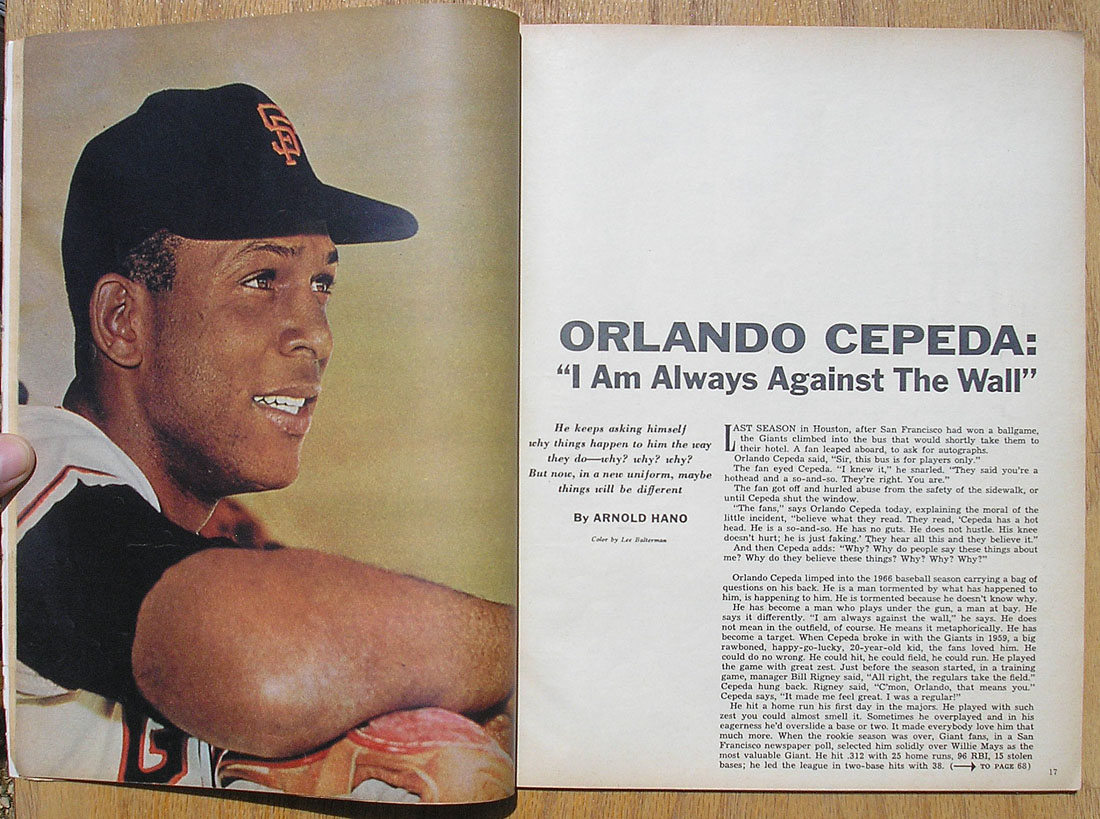 SF
G
ORLANDO CEPEDA:
“I Am Always Against The Wall”
He keeps asking himself
why things happen to him the way
they do—why? why? why?
But now, in a new uniform, maybe
things will be different
By ARNOLD HANO
Color by Lee Balterman
LAST SEASON in Houston, after San Francisco had won a ballgame,
the Giants climbed into the bus that would shortly take them to
their hotel. A fan leaped aboard, to ask for autographs.
Orlando Cepeda said, “Sir, this bus is for players only.”
The fan eyed Cepeda. “I knew it,” he snarled. “They said you’re a
hothead and a so-and-so. They’re right. You are.”
The fan got off and hurled abuse from the safety of the sidewalk, or
until Cepeda shut the window.
“The fans,” says Orlando Cepeda today, explaining the moral of the
little incident, “believe what they read. They read, ‘Cepeda has a hot
head. He is a so-and-so. He has no guts. He does not hustle. His knee
doesn’t hurt; he is just faking.’ They hear all this and they believe it.”
And then Cepeda adds: “Why? Why do people say these things about
me? Why do they believe these things? Why? Why? Why?”
Orlando Cepeda limped into the 1966 baseball season carrying a bag of
questions on his back. He is a man tormented by what has happened to
him, is happening to him. He is tormented because he doesn’t know why.
He has become a man who plays under the gun, a man at bay. He
says it differently. “I am always against the wall,” he says. He does
not mean in the outfield, of course. He means it metaphorically. He has
become a target. When Cepeda broke in with the Giants in 1959, a big
rawboned, happy-go-lucky, 20-year-old kid, the fans loved him. He
could do no wrong. He could hit, he could field, he could run. He played
the game with great zest. Just before the season started, in a training
game, manager Bill Rigney said, “All right, the regulars take the field.”
Cepeda hung back. Rigney said, “C’mon, Orlando, that means you.”
Cepeda says, “It made me feel great. I was a regular!”
He hit a home run his first day in the majors. He played with such
zest you could almost smell it. Sometimes he overplayed and in his
eagerness he’d overslide a base or two. It made everybody love him that
much more. When the rookie season was over, Giant fans, in a San
Francisco newspaper poll, selected him solidly over Willie Mays as the
most valuable Giant. He hit .312 with 25 home runs, 96 RBI, 15 stolen
bases; he led the league in two-base hits with 38. (→ TO PAGE 68)
17